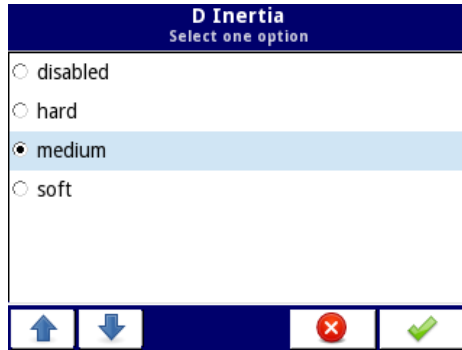 D Inertia
Select one option
disabled
hard
medium
soft